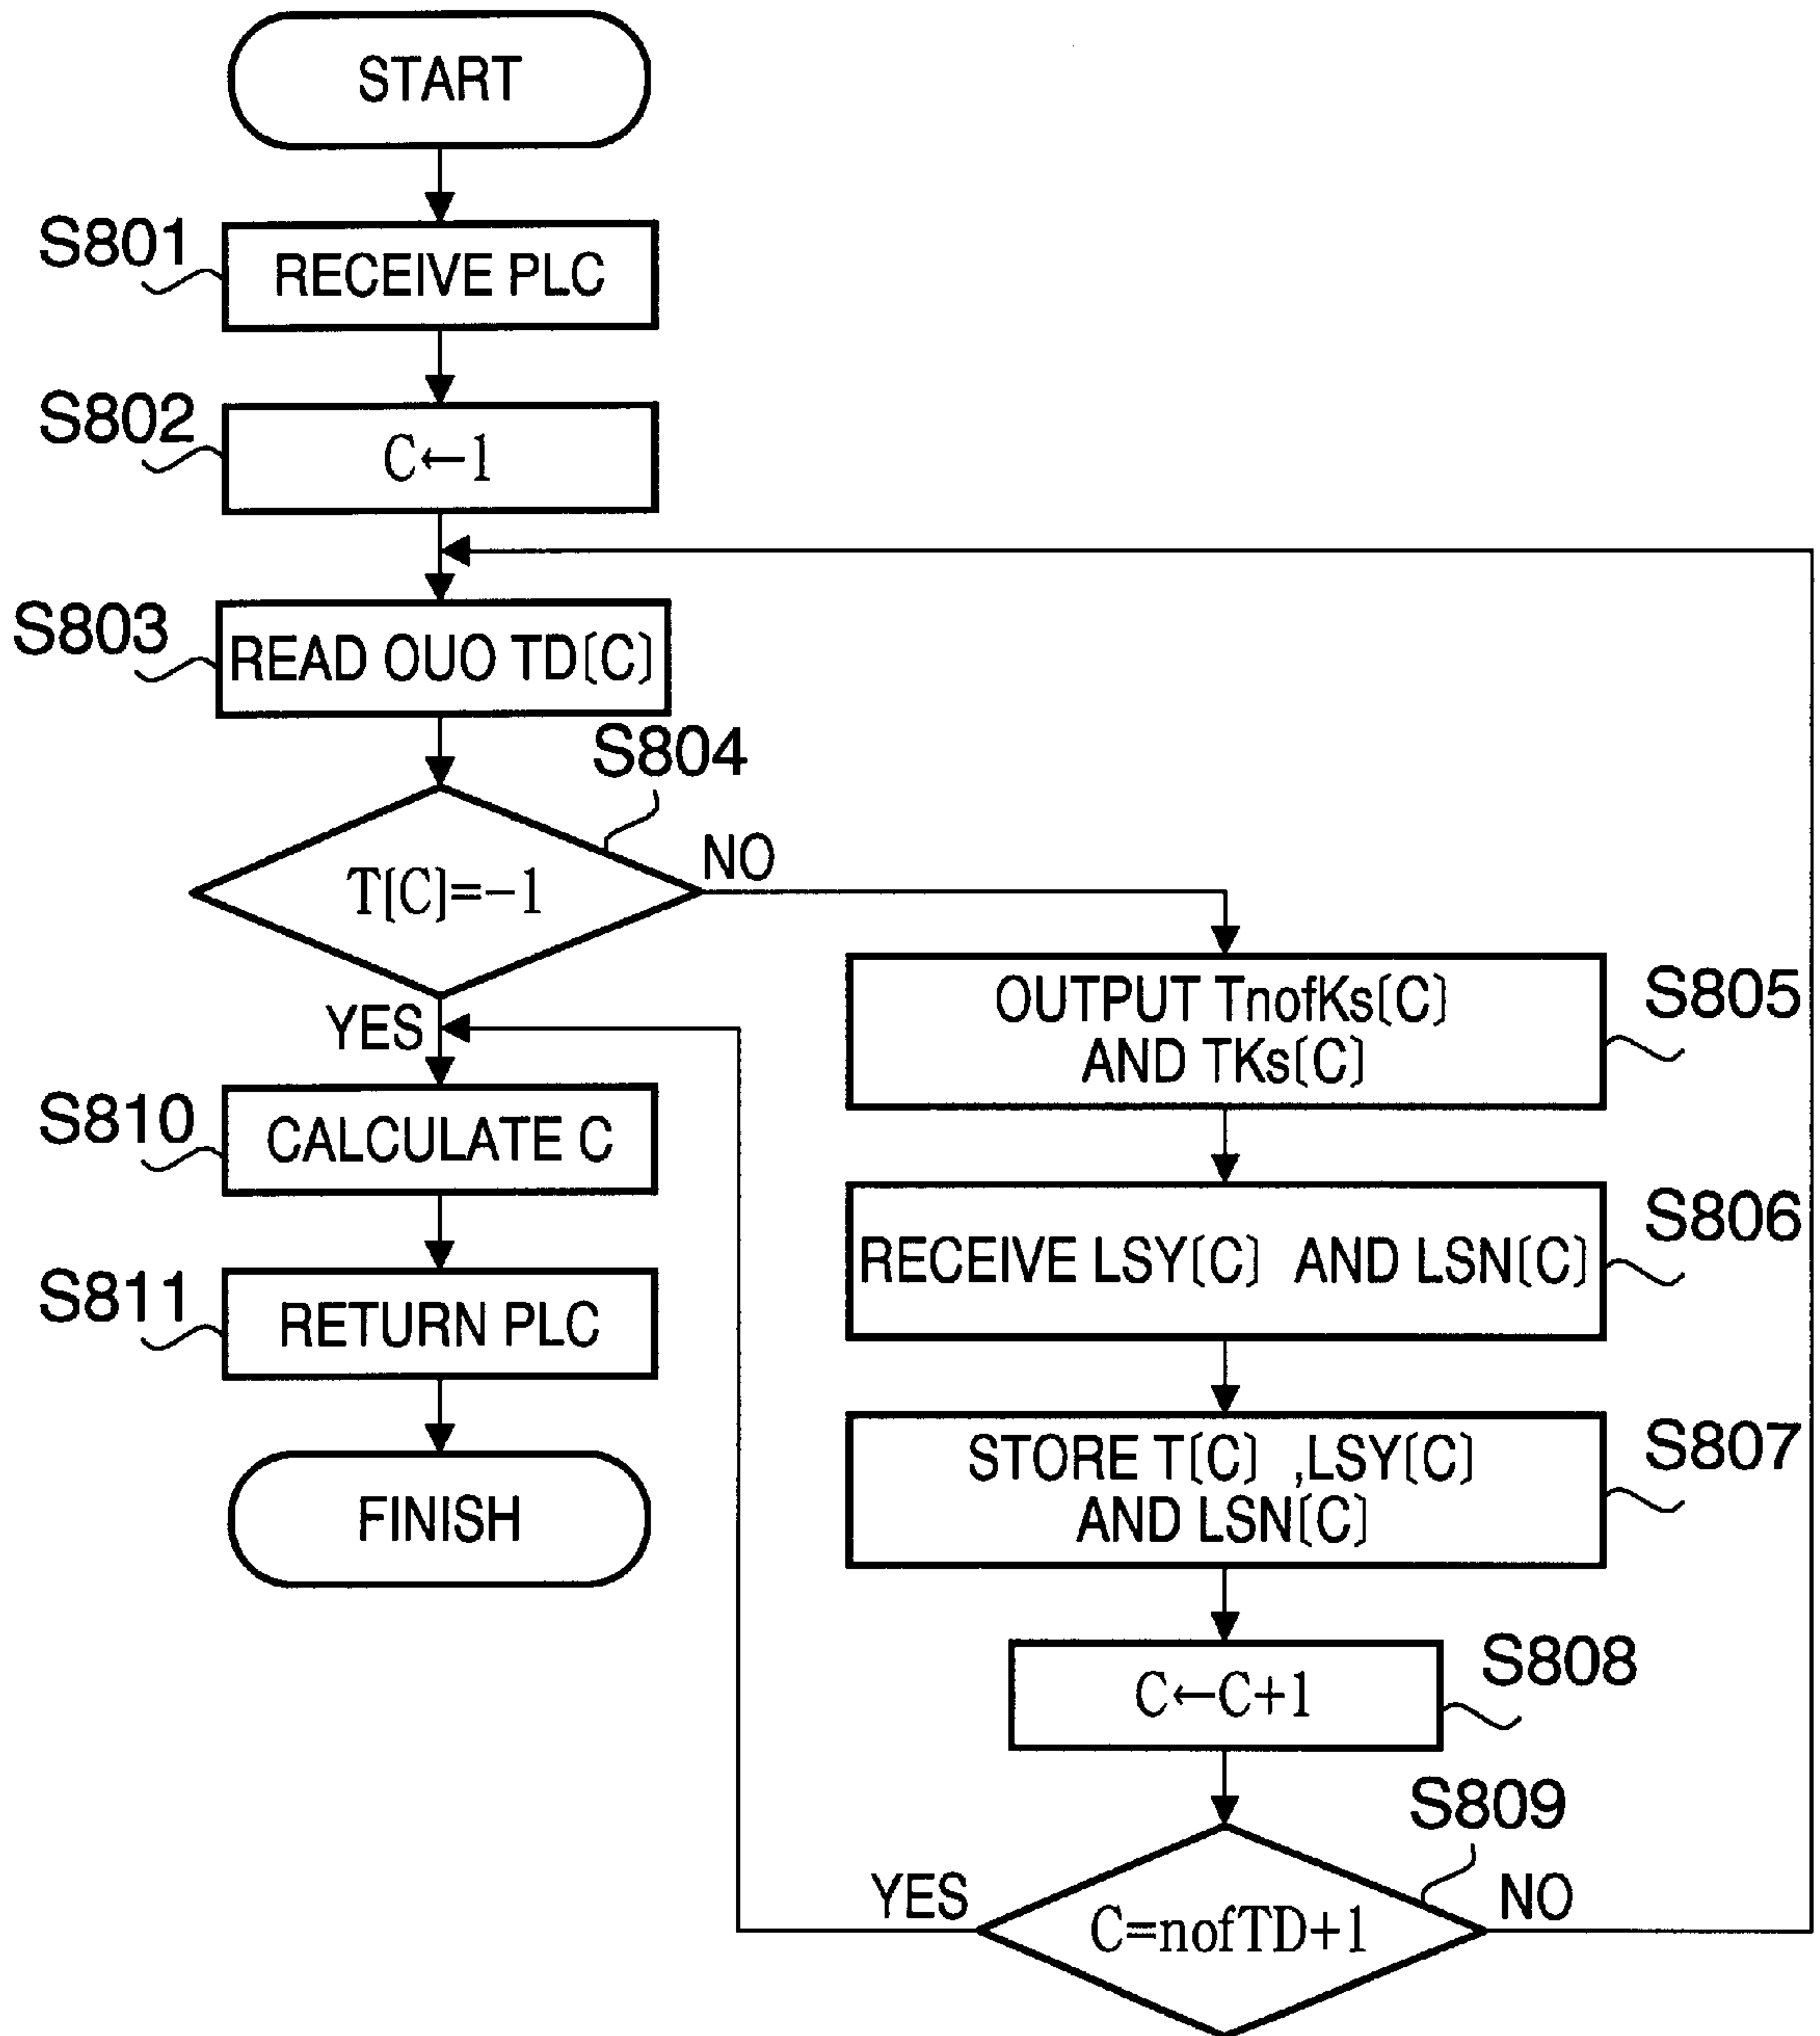 START
S801
RECEIVE PLC
S802
C←1
S803
READ OUO TD[C]
S804
T[C]=−1
NO
YES
S805
OUTPUT TnofKs[C]
AND TKs[C]
S806
RECEIVE LSY[C] AND LSN[C]
S807
STORE T[C] ,LSY[C]
AND LSN[C]
S808
C←C+1
S809
C=nofTD+1
YES
NO
S810
CALCULATE C
S811
RETURN PLC
FINISH